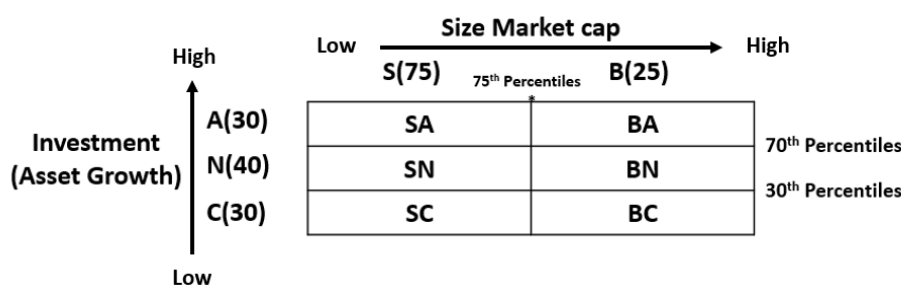 Size Market cap
Low
High
High
S(75)
75th Percentiles
B(25)
*
A(30)
SA
BA
70th Percentiles
Investment
(Asset Growth)
N(40)
SN
BN
30th Percentiles
C(30)
SC
BC
Low